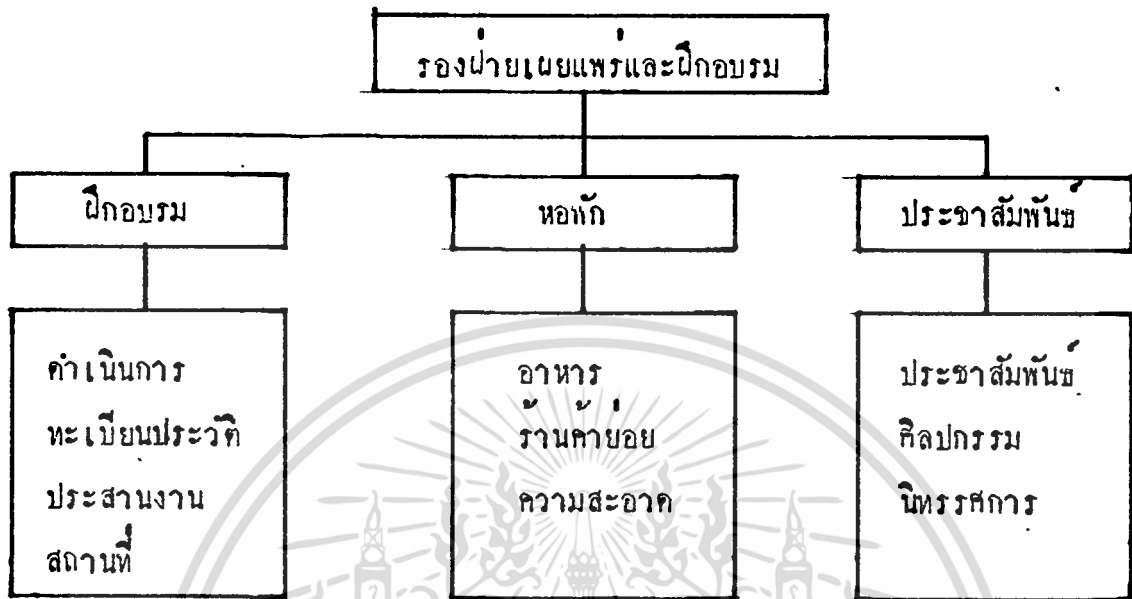 รองฝ่ายเผยแพร่และฝึกอบรม
ฝึกอบรม
หอพัก
ประชาสัมพันธ์
ดำเนินการ
ทะเบียนประวัติ
ประสานงาน
สถานที่
อาหาร
ร้านค้าย่อย
ความสะอาด
ประชาสัมพันธ์
ศิลปกรรม
นิทรรศการ